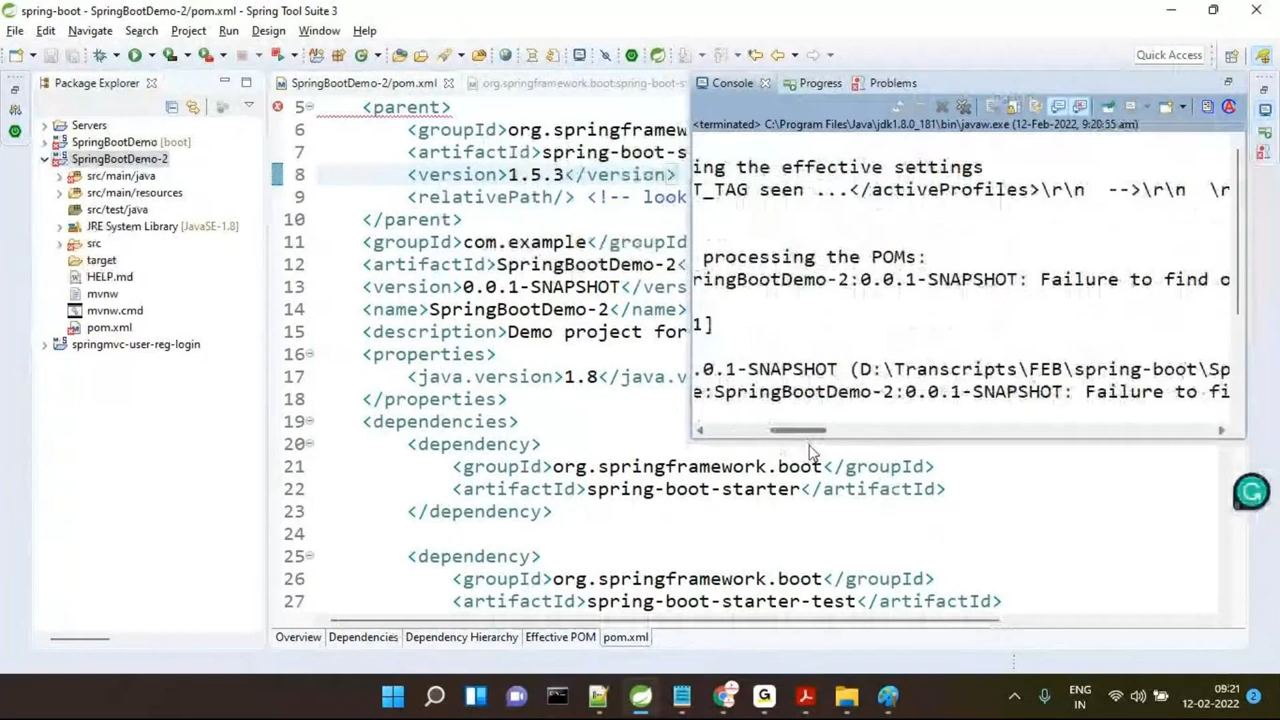 spring-boot - SpringBootDemo-2/pom.xml - Spring Tool Suite 3
File Edit Navigate Search Project Run Design Window Help
Quick Access
Package Explorer
Servers
SpringBootDemo [boot]
SpringBootDemo-2
src/main/java
src/main/resources
src/test/java
JRE System Library [JavaSE-1.8]
src
target
HELP.md
mvnw
mvnw.cmd
pom.xml
springmvc-user-reg-login
SpringBootDemo-2/pom.xml
org.springframework.boot:spring-boot-s
5 <parent>
6 <groupId>org.springframew
7 <artifactId>spring-boot-s
8 <version>1.5.3</version>
9 <relativePath/> <!-- look
10 </parent>
11 <groupId>com.example</groupId
12 <artifactId>SpringBootDemo-2<
13 <version>0.0.1-SNAPSHOT</vers
14 <name>SpringBootDemo-2</name>
15 <description>Demo project for
16 <properties>
17 <java.version>1.8</java.v
18 </properties>
19 <dependencies>
20 <dependency>
21 <groupId>org.springframework.boot</groupId>
22 <artifactId>spring-boot-starter</artifactId>
23 </dependency>
24
25 <dependency>
26 <groupId>org.springframework.boot</groupId>
27 <artifactId>spring-boot-starter-test</artifactId>
Overview Dependencies Dependency Hierarchy Effective POM pom.xml
Console Progress Problems
<terminated> C:\Program Files\Java\jdk1.8.0_181\bin\javaw.exe (12-Feb-2022, 9:20:55 am)
ing the effective settings
T_TAG seen ...</activeProfiles>\r\n -->\r\n \r
processing the POMs:
ringBootDemo-2:0.0.1-SNAPSHOT: Failure to find o
1]
.0.1-SNAPSHOT (D:\Transcripts\FEB\spring-boot\Sp
e:SpringBootDemo-2:0.0.1-SNAPSHOT: Failure to fi
ENG
IN
09:21
12-02-2022
2